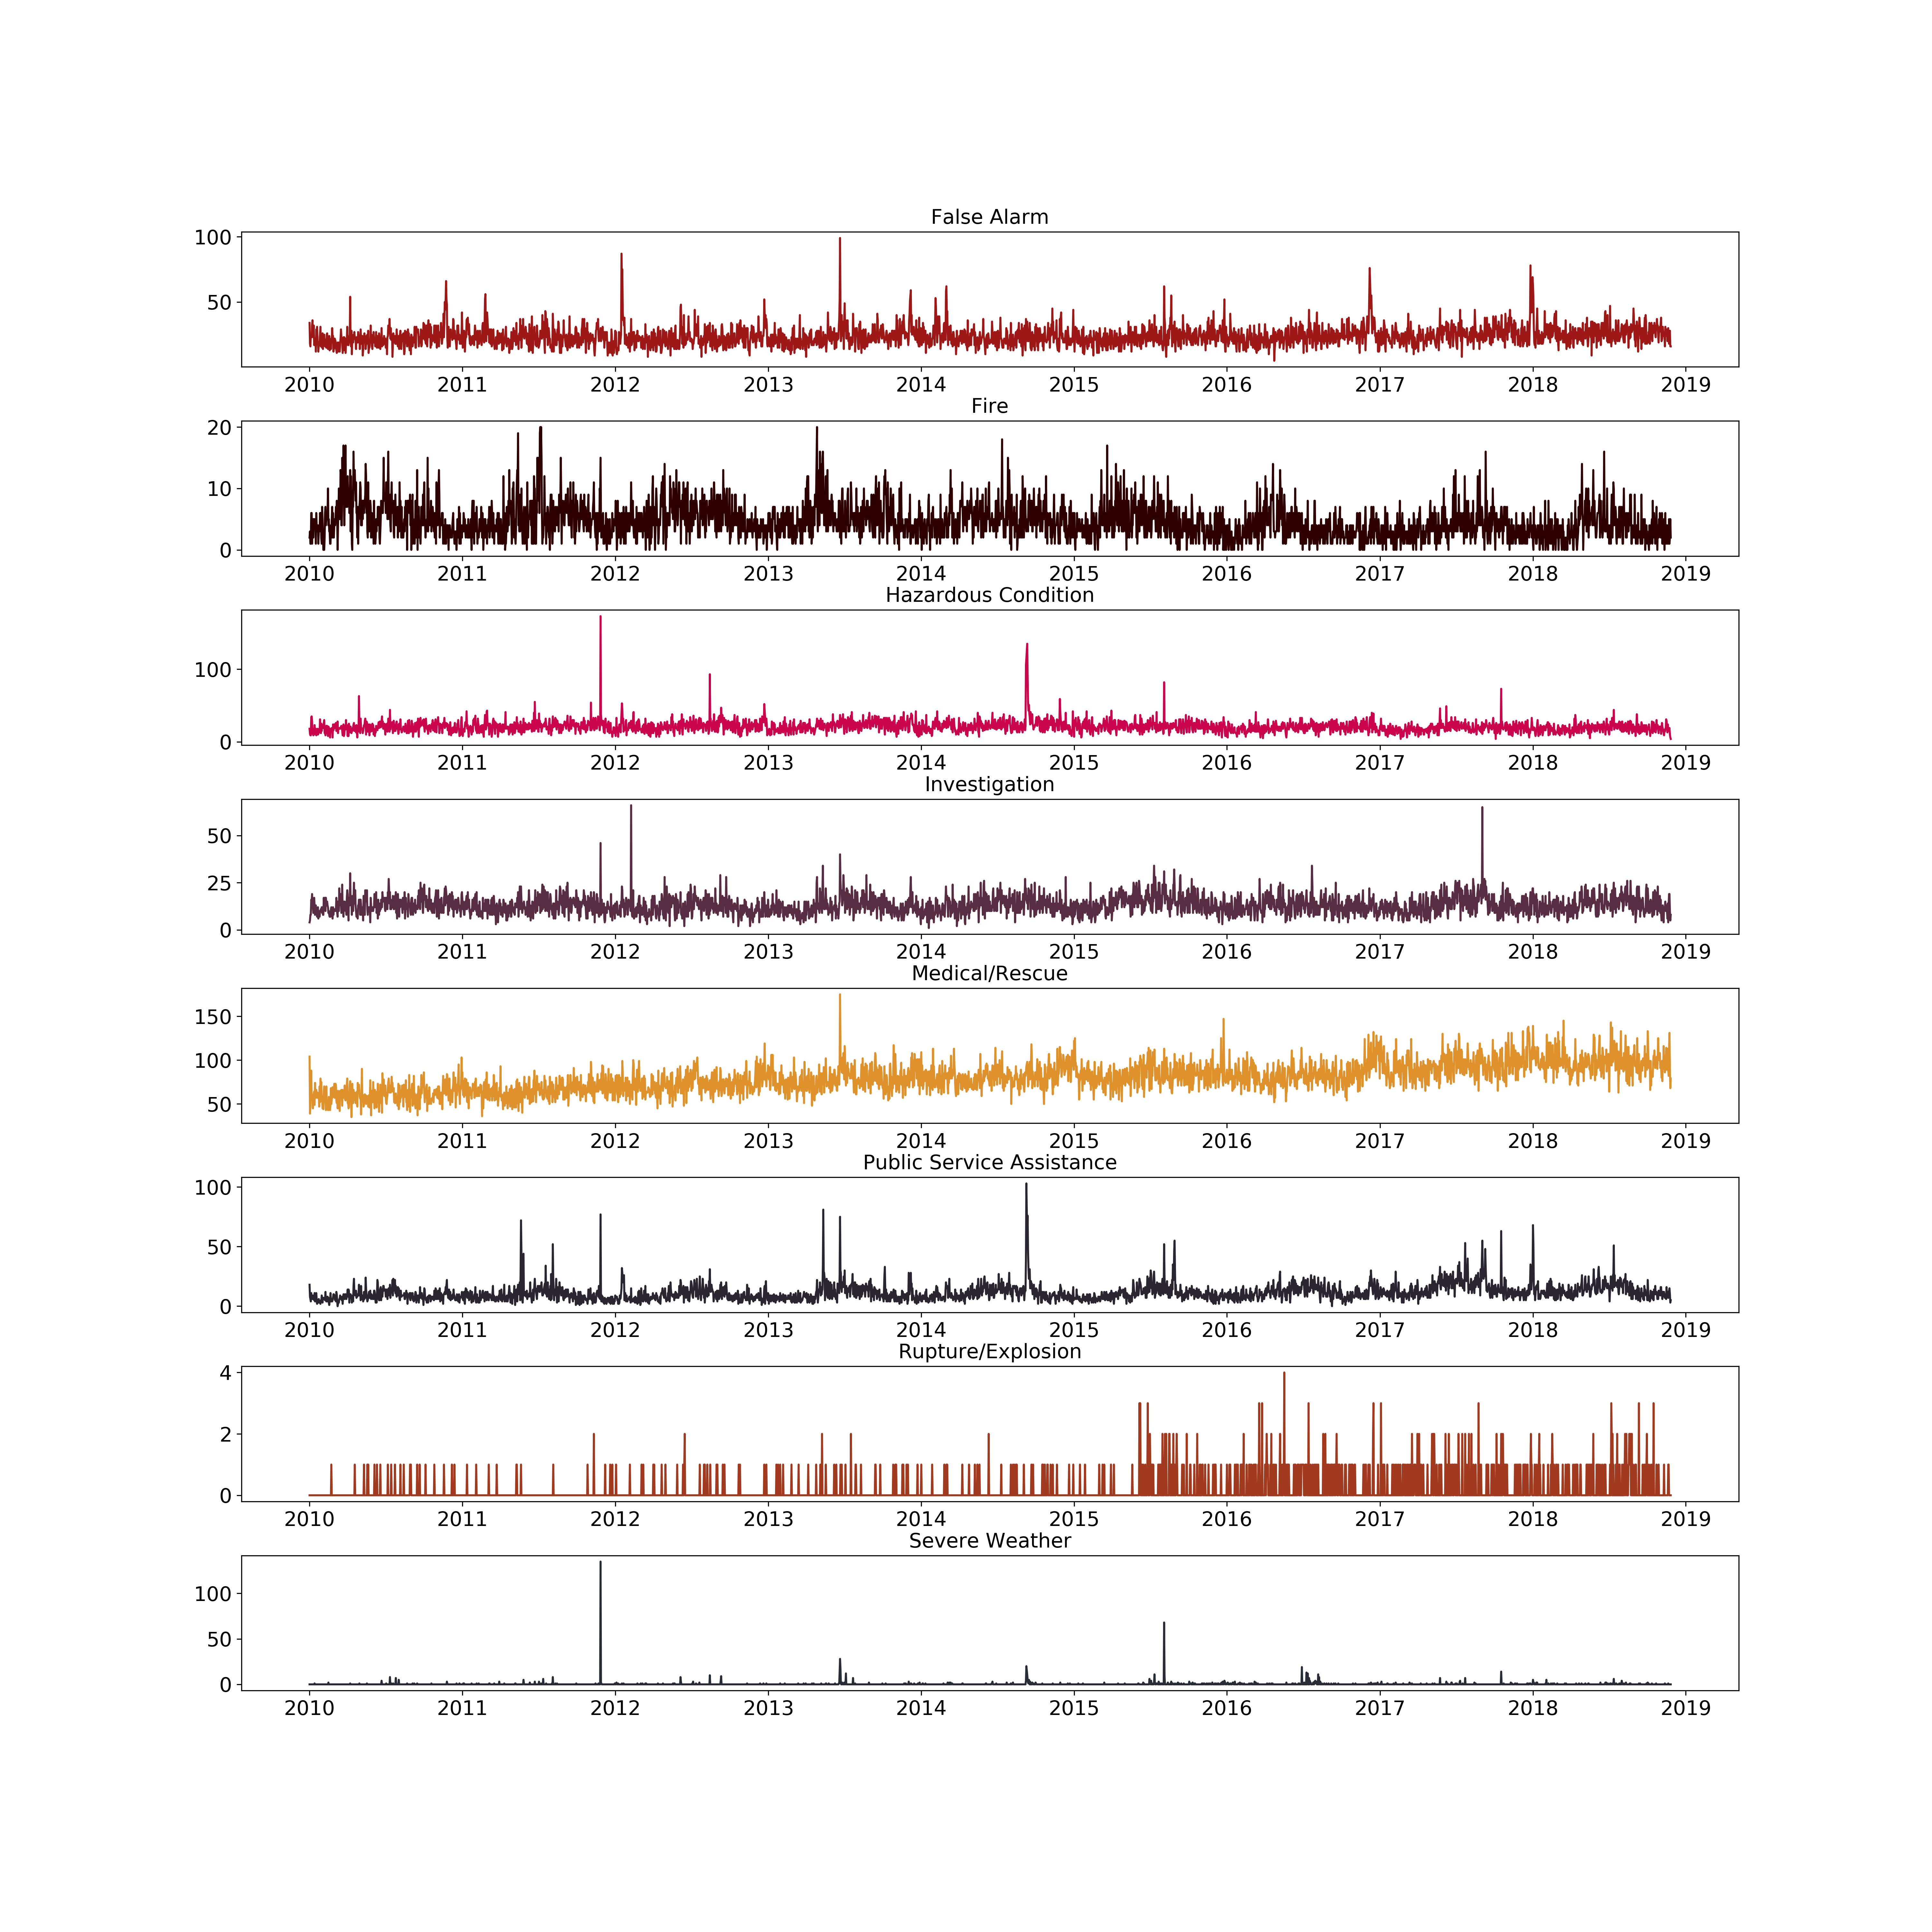 False Alarm
100
50
2010 2011 2012 2013 2014 2015 2016 2017 2018 2019
Fire
20
10
0
2010 2011 2012 2013 2014 2015 2016 2017 2018 2019
Hazardous Condition
100
0
2010 2011 2012 2013 2014 2015 2016 2017 2018 2019
Investigation
50
25
0
2010 2011 2012 2013 2014 2015 2016 2017 2018 2019
Medical/Rescue
150
100
50
2010 2011 2012 2013 2014 2015 2016 2017 2018 2019
Public Service Assistance
100
50
0
2010 2011 2012 2013 2014 2015 2016 2017 2018 2019
Rupture/Explosion
4
2
0
2010 2011 2012 2013 2014 2015 2016 2017 2018 2019
Severe Weather
100
50
0
2010 2011 2012 2013 2014 2015 2016 2017 2018 2019